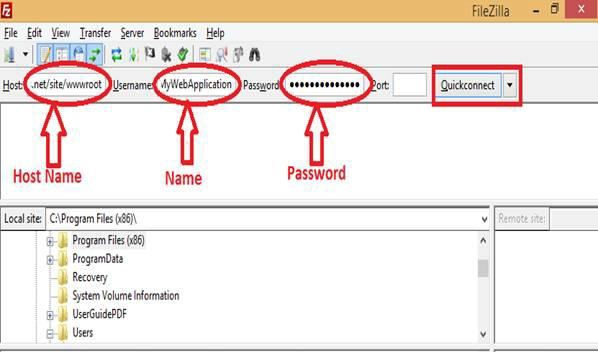 FileZilla
File Edit View Transfer Server Bookmarks Help
Host: .net/site/wwwroot Username: MyWebApplication Password: ●●●●●●●●●●●●●● Port: Quickconnect
Host Name Name Password
Local site: C:\Program Files (x86)\ Remote site:
Program Files (x86)
ProgramData
Recovery
System Volume Information
UserGuidePDF
Users